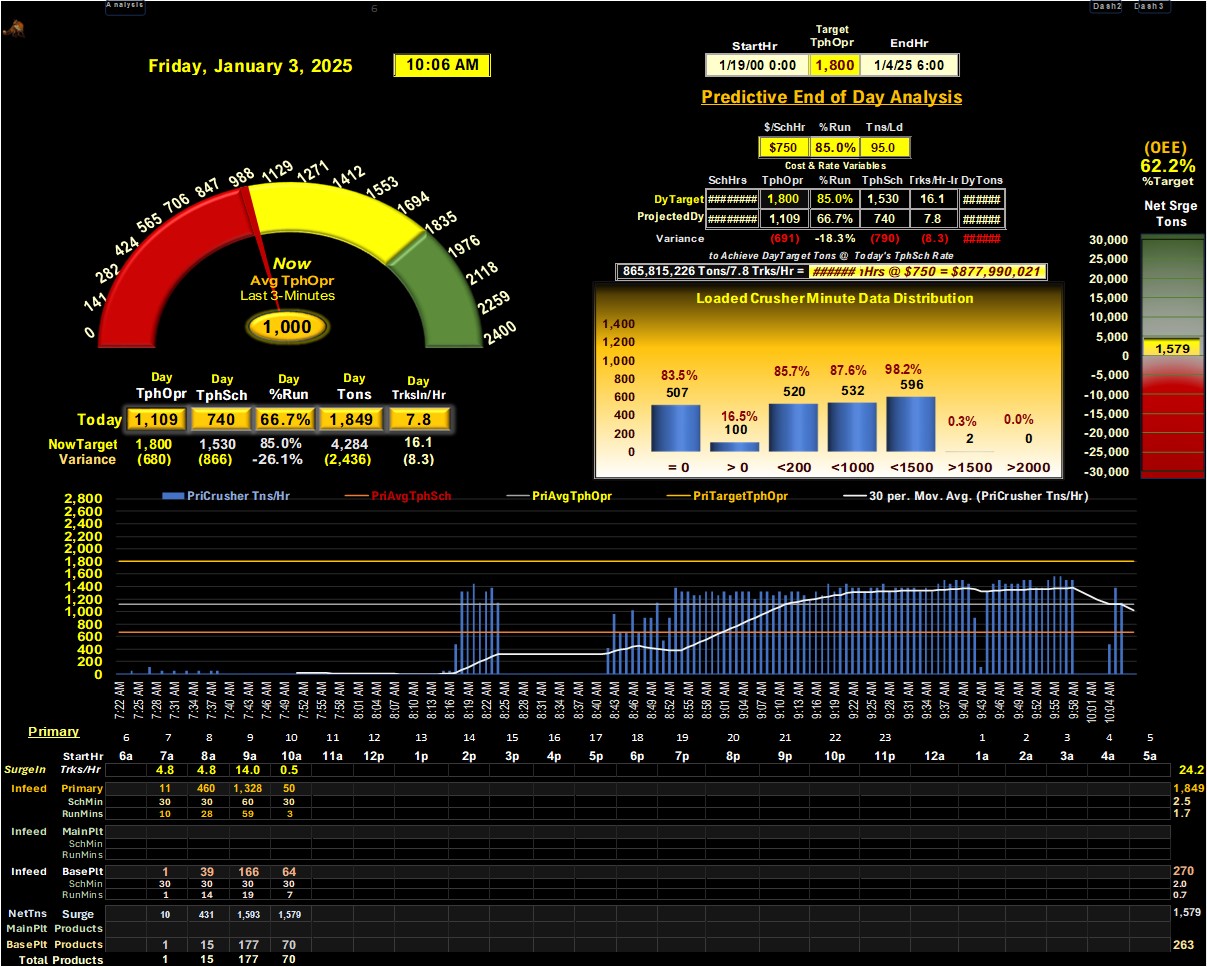 Analysis
6
Dash2 Dash3
Friday, January 3, 2025 10:06 AM
StartHr Target TphOpr EndHr
1/19/00 0:00 1,800 1/4/25 6:00
Predictive End of Day Analysis
$/SchHr %Run Tns/Ld
$750 85.0% 95.0
Cost & Rate Variables
SchHrs TphOpr %Run TphSch Trks/Hr-Ir DyTons
DyTarget ######## 1,800 85.0% 1,530 16.1 ######
ProjectedDy ######## 1,109 66.7% 740 7.8 ######
Variance (691) -18.3% (790) (8.3) ######
to Achieve DayTarget Tons @ Today's TphSch Rate
865,815,226 Tons/7.8 Trks/Hr = ###### ıHrs @ $750 = $877,990,021
(OEE)
62.2%
%Target
Net Srge
Tons
30,000
25,000
20,000
15,000
10,000
5,000
1,579
0
-5,000
-10,000
-15,000
-20,000
-25,000
-30,000
0 141 282 424 565 706 847 988 1129 1271 1412 1553 1694 1835 1976 2118 2259 2400
Now
Avg TphOpr
Last 3-Minutes
1,000
Day Day Day Day Day
TphOpr TphSch %Run Tons TrksIn/Hr
Today 1,109 740 66.7% 1,849 7.8
NowTarget 1,800 1,530 85.0% 4,284 16.1
Variance (680) (866) -26.1% (2,436) (8.3)
Loaded Crusher Minute Data Distribution
1,400
1,200
1,000
800
600
400
200
0
83.5% 16.5% 85.7% 87.6% 98.2% 0.3% 0.0%
507 100 520 532 596 2 0
= 0 > 0 <200 <1000 <1500 >1500 >2000
PriCrusher Tns/Hr PriAvgTphSch PriAvgTphOpr PriTargetTphOpr 30 per. Mov. Avg. (PriCrusher Tns/Hr)
2,800
2,600
2,400
2,200
2,000
1,800
1,600
1,400
1,200
1,000
800
600
400
200
0
7:22 AM 7:25 AM 7:28 AM 7:31 AM 7:34 AM 7:37 AM 7:40 AM 7:43 AM 7:46 AM 7:49 AM 7:52 AM 7:55 AM 7:58 AM 8:01 AM 8:04 AM 8:07 AM 8:10 AM 8:13 AM 8:16 AM 8:19 AM 8:22 AM 8:25 AM 8:28 AM 8:31 AM 8:34 AM 8:37 AM 8:40 AM 8:43 AM 8:46 AM 8:49 AM 8:52 AM 8:55 AM 8:58 AM 9:01 AM 9:04 AM 9:07 AM 9:10 AM 9:13 AM 9:16 AM 9:19 AM 9:22 AM 9:25 AM 9:28 AM 9:31 AM 9:34 AM 9:37 AM 9:40 AM 9:43 AM 9:46 AM 9:49 AM 9:52 AM 9:55 AM 9:58 AM 10:01 AM 10:04 AM
Primary
6 7 8 9 10 11 12 13 14 15 16 17 18 19 20 21 22 23 1 2 3 4 5
StartHr 6a 7a 8a 9a 10a 11a 12p 1p 2p 3p 4p 5p 6p 7p 8p 9p 10p 11p 12a 1a 2a 3a 4a 5a
SurgeIn Trks/Hr 4.8 4.8 14.0 0.5 24.2
Infeed Primary 11 460 1,328 50 1,849
SchMin 30 30 60 30 2.5
RunMins 10 28 59 3 1.7
Infeed MainPlt
SchMin
RunMins
Infeed BasePlt 1 39 166 64 270
SchMin 30 30 30 30 2.0
RunMins 1 14 19 7 0.7
NetTns Surge 10 431 1,593 1,579 1,579
MainPlt Products
BasePlt Products 1 15 177 70 263
Total Products 1 15 177 70